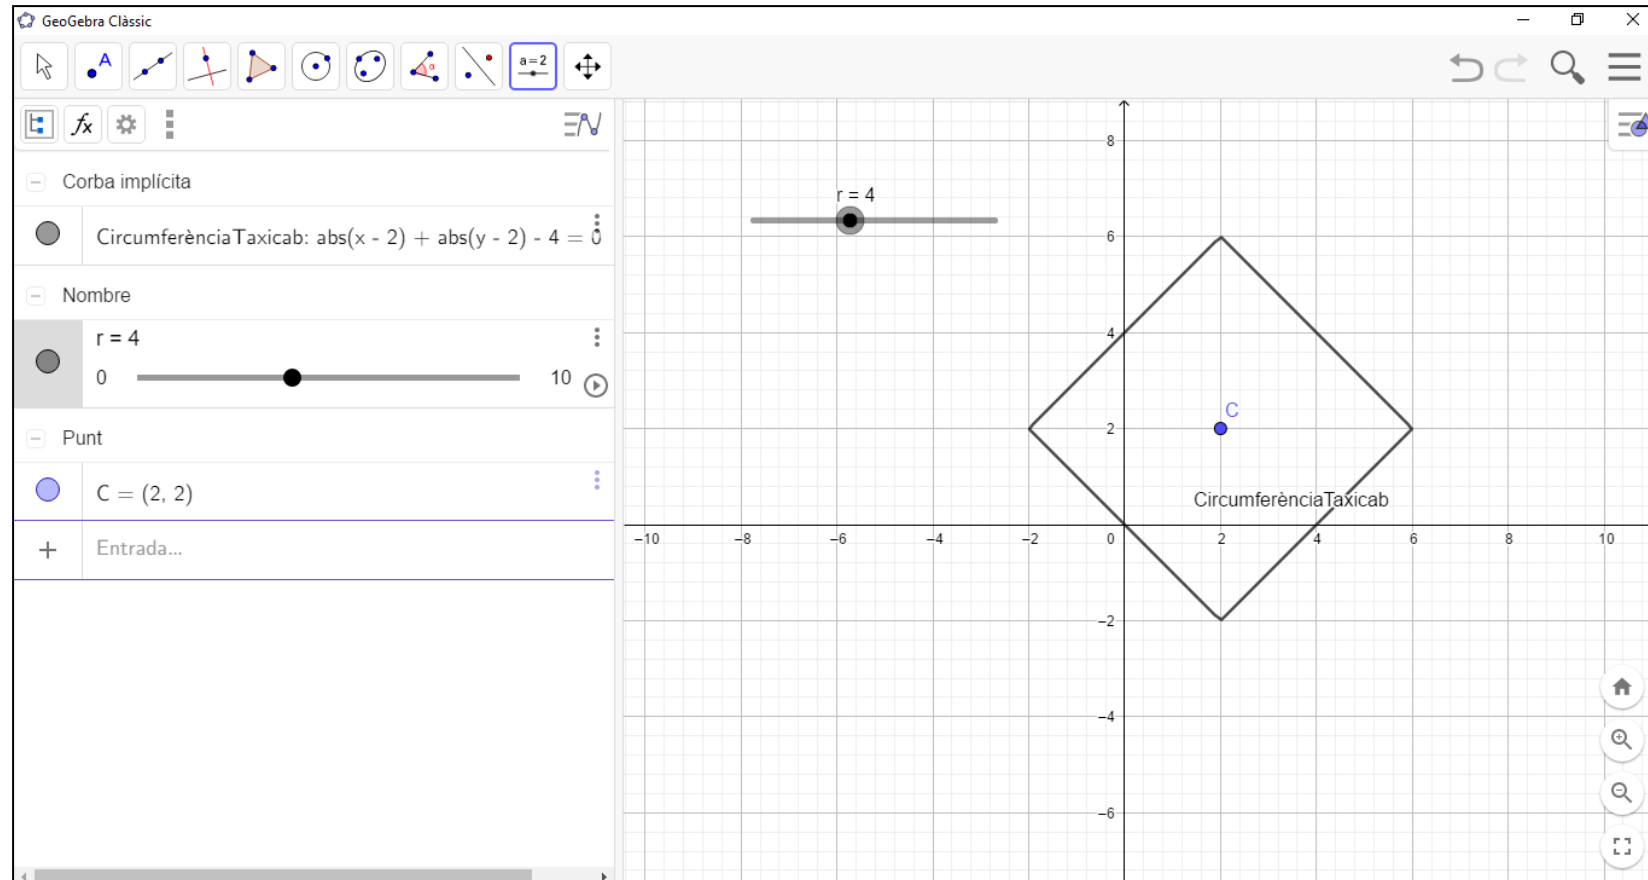 GeoGebra Clàssic
A
a=2
fx
Corba implícita
CircumferènciaTaxicab: abs(x - 2) + abs(y - 2) - 4 = 0
Nombre
r = 4
0 10
Punt
C = (2, 2)
+ Entrada...
r = 4
8
6
4
2
C
CircumferènciaTaxicab
−10 −8 −6 −4 −2 0 2 4 6 8 10
−2
−4
−6